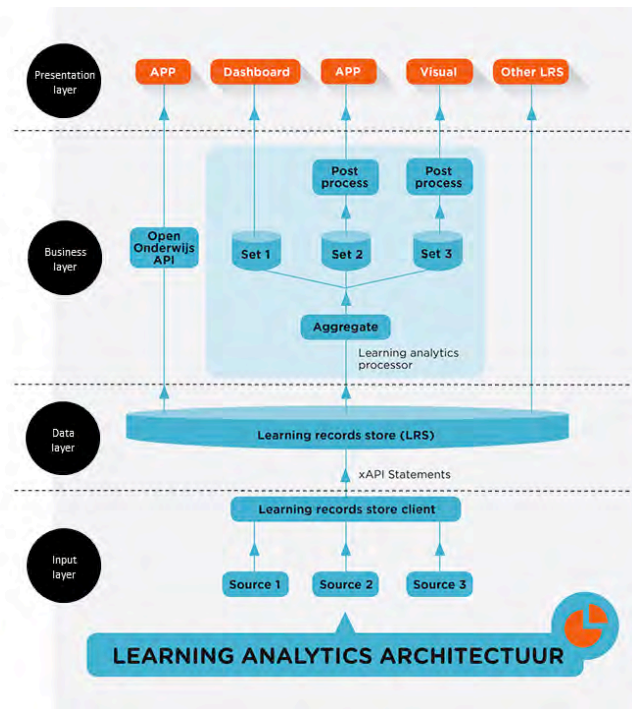 Presentation
layer
APP
Dashboard
APP
Visual
Other LRS
Business
layer
Open
Onderwijs
API
Post
process
Post
process
Set 1
Set 2
Set 3
Aggregate
Learning analytics
processor
Data
layer
Learning records store (LRS)
xAPI Statements
Learning records store client
Input
layer
Source 1
Source 2
Source 3
LEARNING ANALYTICS ARCHITECTUUR